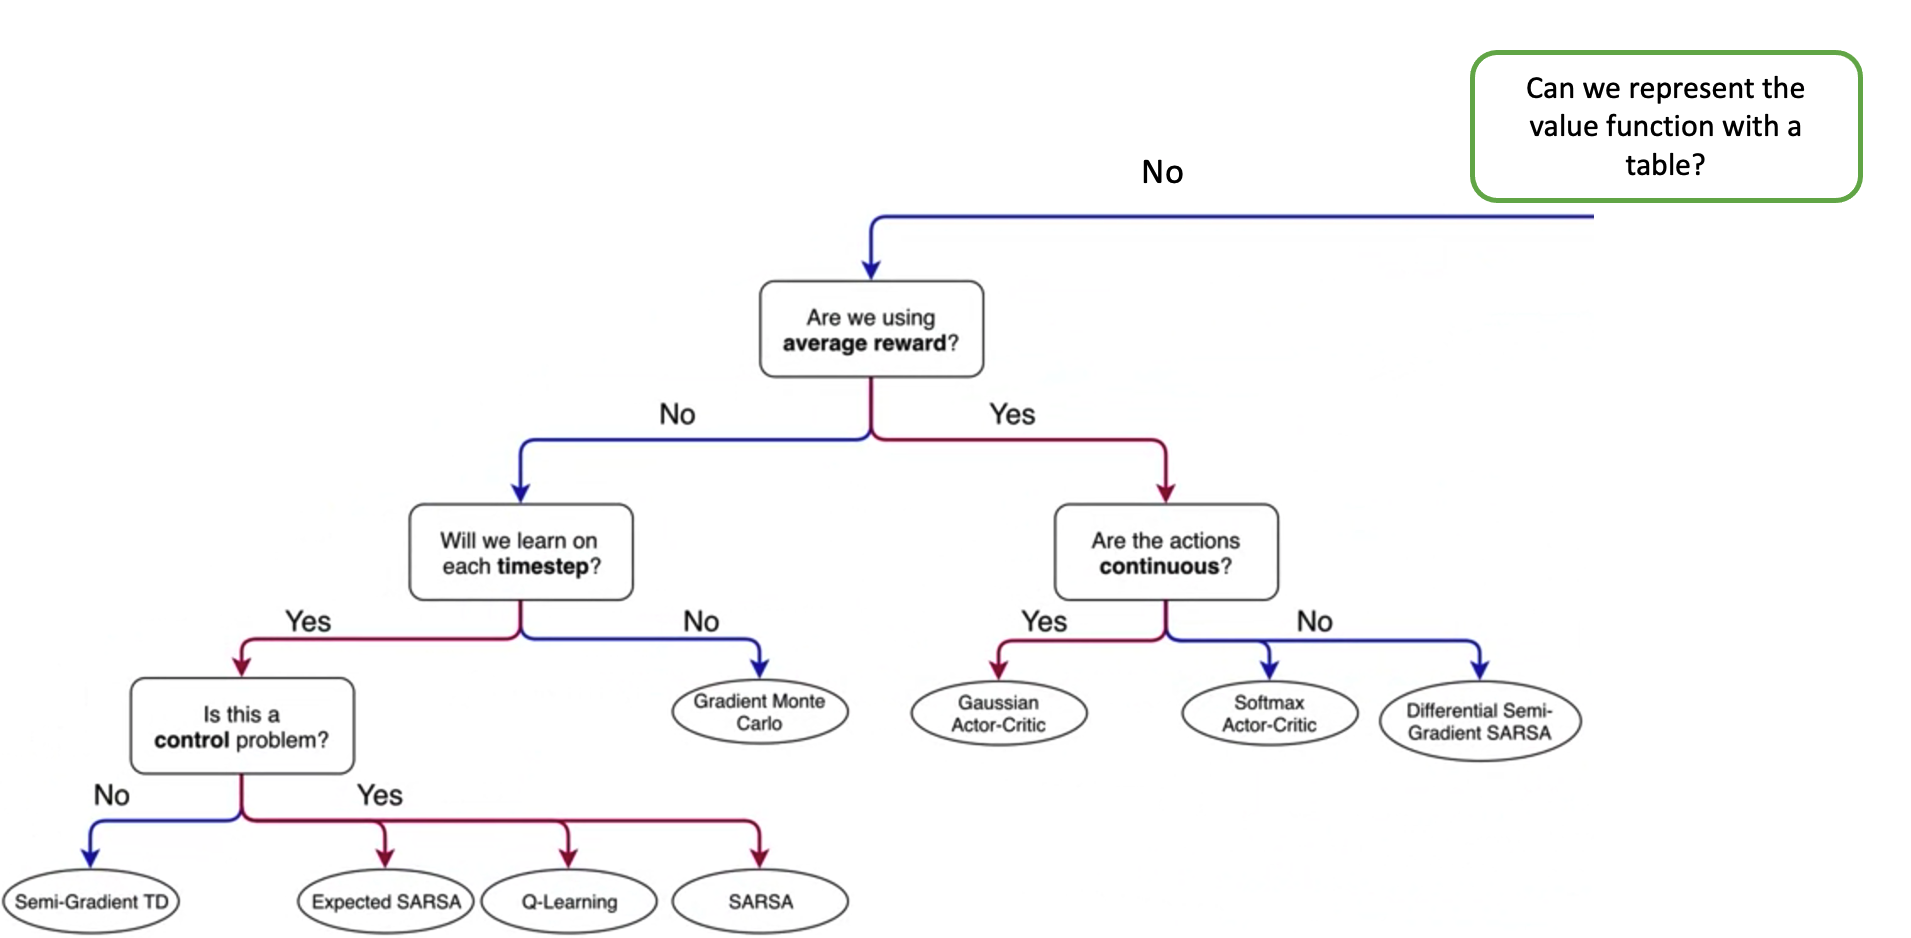 Can we represent the
value function with a
table?
No
Are we using
average reward?
No
Yes
Will we learn on
each timestep?
Are the actions
continuous?
Yes
No
Yes
No
Is this a
control problem?
Gradient Monte
Carlo
Gaussian
Actor-Critic
Softmax
Actor-Critic
Differential Semi-
Gradient SARSA
No
Yes
Semi-Gradient TD
Expected SARSA
Q-Learning
SARSA